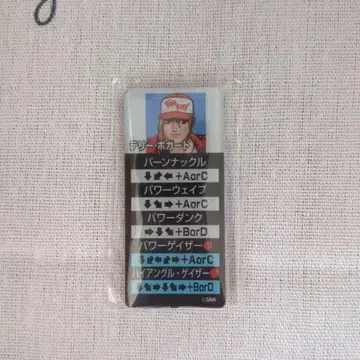 テリー・ボガード
バーンナックル
↓↙← +AorC
パワーウェイブ
↓↘→ +AorC
パワーダンク
→↓↘ +BorD
パワーゲイザー
↓↙←↙→ +AorC
ハイアングル・ゲイザー
↓↘→↓↘→ +BorD
©SNK